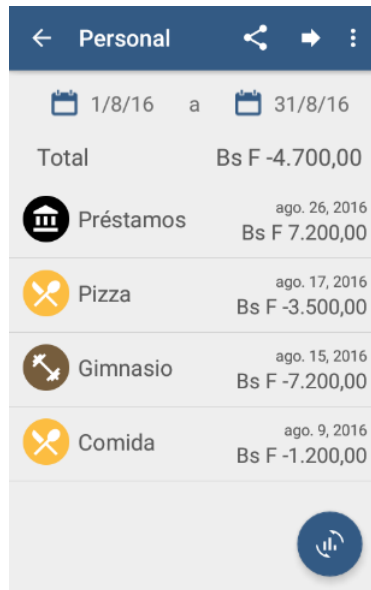 Personal
1/8/16 a 31/8/16
Total Bs F -4.700,00
ago. 26, 2016
Préstamos Bs F 7.200,00
ago. 17, 2016
Pizza Bs F -3.500,00
ago. 15, 2016
Gimnasio Bs F -7.200,00
ago. 9, 2016
Comida Bs F -1.200,00